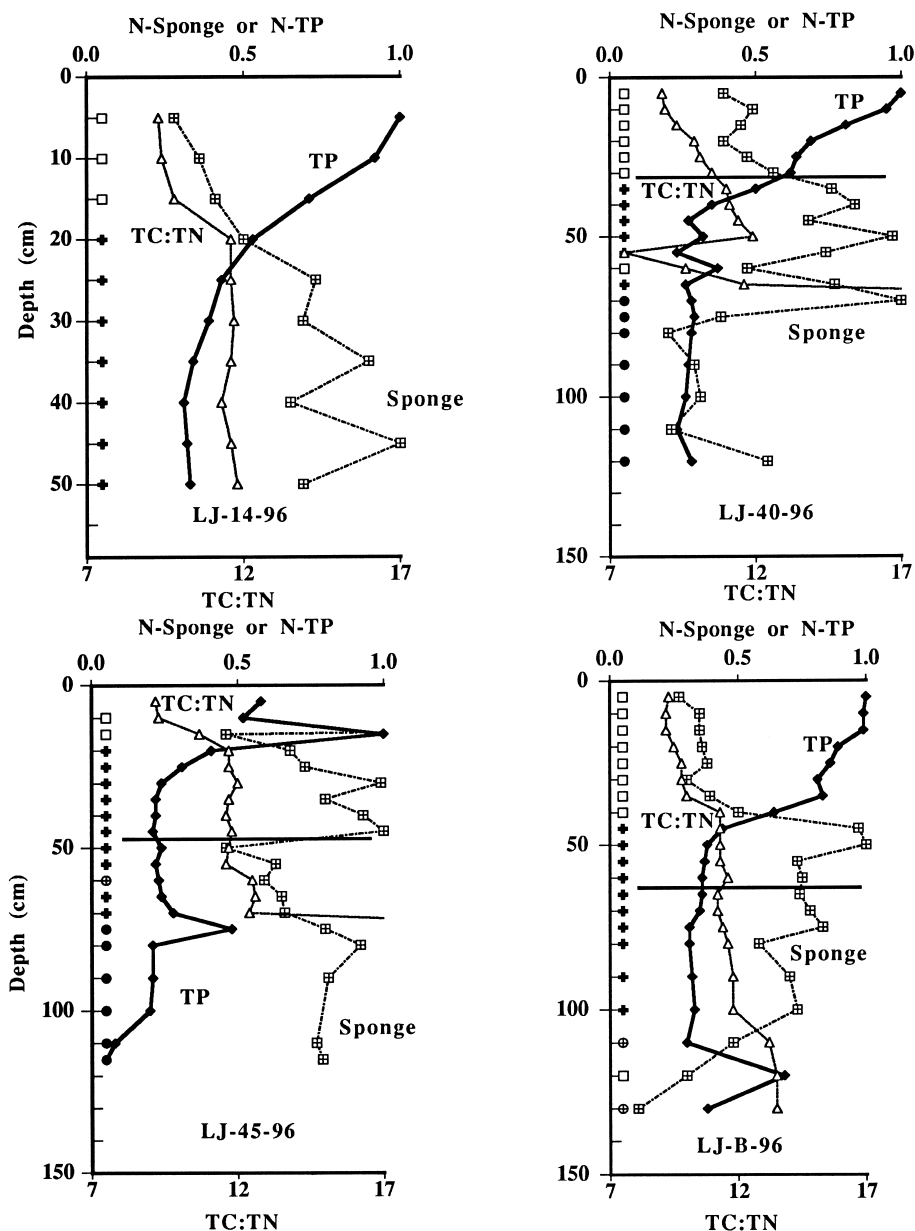 N-Sponge or N-TP
0.0 0.5 1.0
0
10
20
30
40
50
Depth (cm)
TP
TC:TN
Sponge
LJ-14-96
7 12 17
TC:TN
N-Sponge or N-TP
0.0 0.5 1.0
0
50
100
150
TP
TC:TN
Sponge
LJ-40-96
7 12 17
TC:TN
N-Sponge or N-TP
0.0 0.5 1.0
0
50
100
150
Depth (cm)
TC:TN
TP
Sponge
LJ-45-96
7 12 17
TC:TN
N-Sponge or N-TP
0.0 0.5 1.0
0
50
100
150
TP
TC:TN
Sponge
LJ-B-96
7 12 17
TC:TN